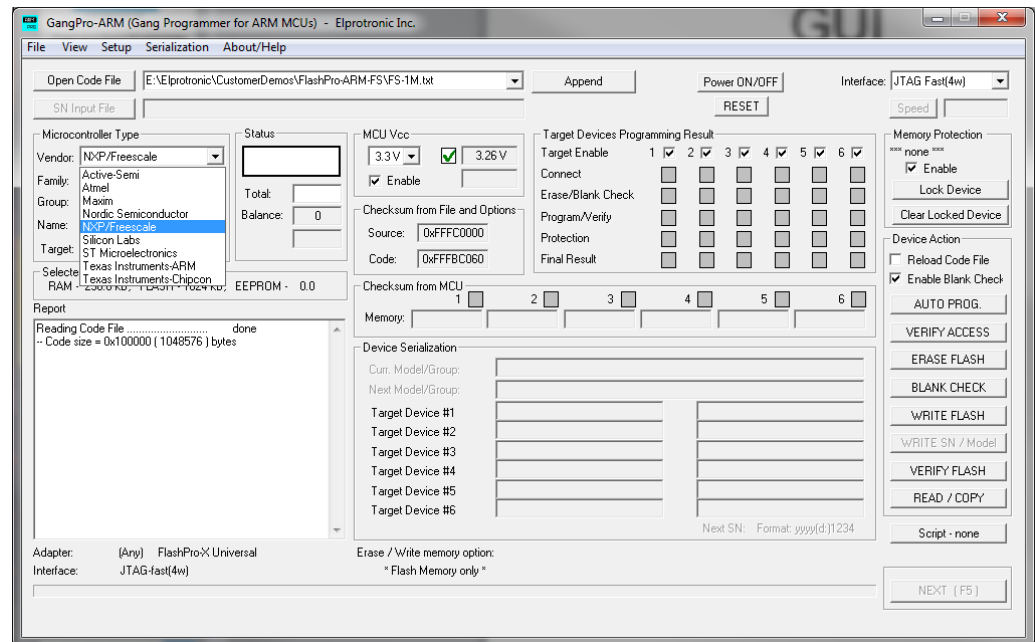 GUI
GangPro-ARM (Gang Programmer for ARM MCUs) - Elprotronic Inc.
File View Setup Serialization About/Help
Open Code File E:\Elprotronic\CustomerDemos\FlashPro-ARM-FS\FS-1M.txt Append Power ON/OFF Interface: JTAG Fast(4w)
SN Input File RESET Speed
Microcontroller Type
Vendor: NXP/Freescale
Family:
Group:
Name:
Target:
Active-Semi
Atmel
Maxim
Nordic Semiconductor
NXP/Freescale
Silicon Labs
ST Microelectronics
Texas Instruments-ARM
Texas Instruments-Chipcon
Status
Total:
Balance: 0
MCU Vcc
3.3 V 3.26 V
Enable
Checksum from File and Options
Source: 0xFFFC0000
Code: 0xFFFBC060
Target Devices Programming Result
Target Enable 1 2 3 4 5 6
Connect
Erase/Blank Check
Program/Verify
Protection
Final Result
Memory Protection
*** none ***
Enable
Lock Device
Clear Locked Device
FLASH - 1024 KB, EEPROM - 0.0
RAM -
Checksum from MCU
1 2 3 4 5 6
Memory:
Report
Reading Code File ........................... done
-- Code size = 0x100000 ( 1048576 ) bytes
Device Serialization
Curr. Model/Group:
Next Model/Group:
Target Device #1
Target Device #2
Target Device #3
Target Device #4
Target Device #5
Target Device #6
Next SN: Format: yyyy(d:)1234
Device Action
Reload Code File
Enable Blank Check
AUTO PROG.
VERIFY ACCESS
ERASE FLASH
BLANK CHECK
WRITE FLASH
WRITE SN / Model
VERIFY FLASH
READ / COPY
Script - none
NEXT ( F5 )
Adapter: (Any) FlashPro-X Universal
Interface: JTAG-fast(4w)
Erase / Write memory option:
* Flash Memory only *